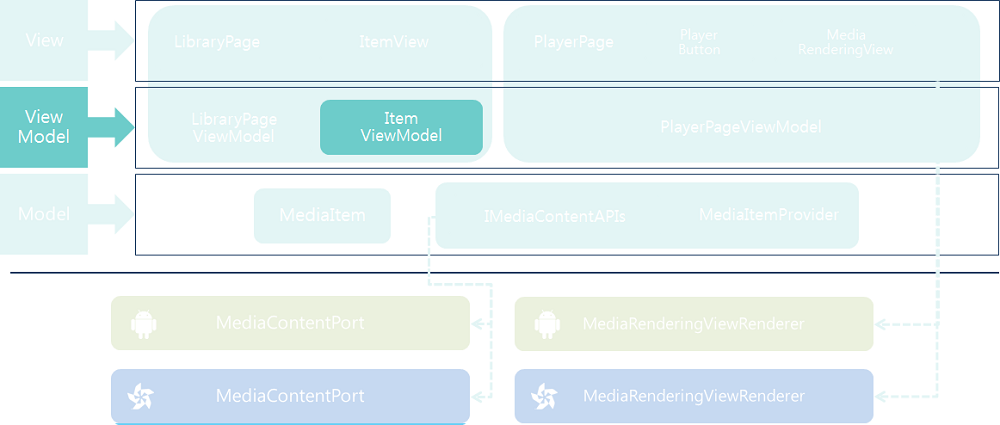 View
LibraryPage
ItemView
PlayerPage
Player
Button
Media
RenderingView
View
Model
LibraryPage
ViewModel
Item
ViewModel
PlayerPageViewModel
Model
MediaItem
IMediaContentAPIs
MediaItemProvider
MediaContentPort
MediaRenderingViewRenderer
MediaContentPort
MediaRenderingViewRenderer